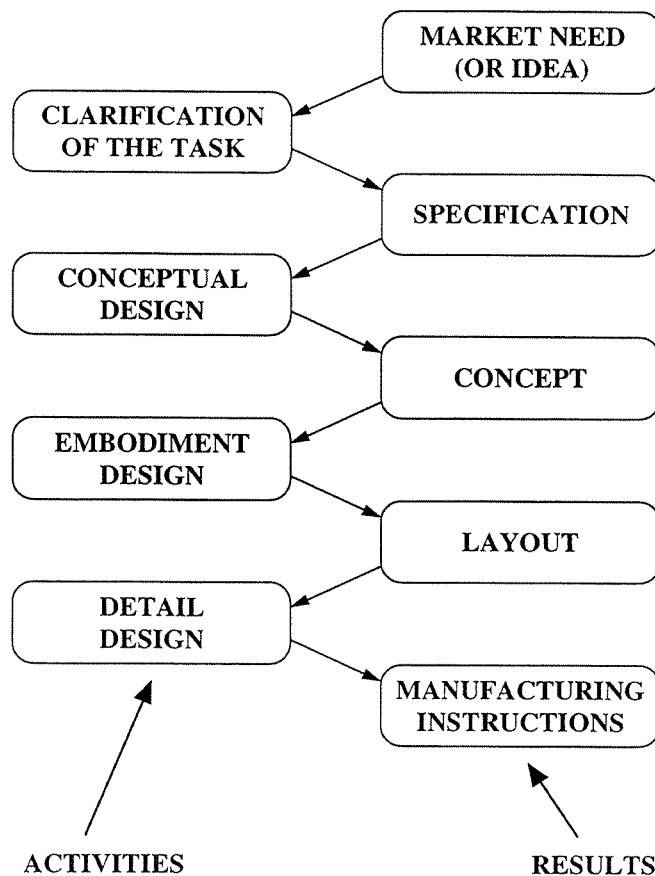 MARKET NEED
(OR IDEA)
CLARIFICATION
OF THE TASK
SPECIFICATION
CONCEPTUAL
DESIGN
CONCEPT
EMBODIMENT
DESIGN
LAYOUT
DETAIL
DESIGN
MANUFACTURING
INSTRUCTIONS
ACTIVITIES
RESULTS